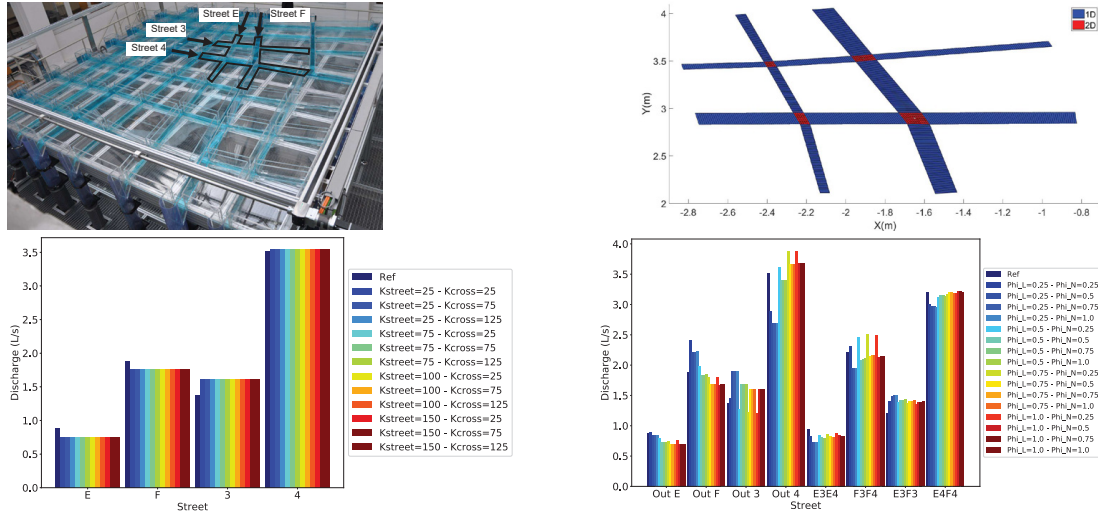 Street E
Street F
Street 3
Street 4
4
3.5
3
2.5
2
Y(m)
-2.8 -2.6 -2.4 -2.2 -2 -1.8 -1.6 -1.4 -1.2 -1 -0.8
X(m)
1D
2D
3.5
3.0
2.5
2.0
1.5
1.0
0.5
0.0
Discharge (L/s)
E F 3 4
Street
Ref
Kstreet=25 - Kcross=25
Kstreet=25 - Kcross=75
Kstreet=25 - Kcross=125
Kstreet=75 - Kcross=25
Kstreet=75 - Kcross=75
Kstreet=75 - Kcross=125
Kstreet=100 - Kcross=25
Kstreet=100 - Kcross=75
Kstreet=100 - Kcross=125
Kstreet=150 - Kcross=25
Kstreet=150 - Kcross=75
Kstreet=150 - Kcross=125
4.0
3.5
3.0
2.5
2.0
1.5
1.0
0.5
0.0
Discharge (L/s)
Out E Out F Out 3 Out 4 E3E4 F3F4 E3F3 E4F4
Street
Ref
Phi_L=0.25 - Phi_N=0.25
Phi_L=0.25 - Phi_N=0.5
Phi_L=0.25 - Phi_N=0.75
Phi_L=0.25 - Phi_N=1.0
Phi_L=0.5 - Phi_N=0.25
Phi_L=0.5 - Phi_N=0.5
Phi_L=0.5 - Phi_N=0.75
Phi_L=0.5 - Phi_N=1.0
Phi_L=0.75 - Phi_N=0.25
Phi_L=0.75 - Phi_N=0.5
Phi_L=0.75 - Phi_N=0.75
Phi_L=0.75 - Phi_N=1.0
Phi_L=1.0 - Phi_N=0.25
Phi_L=1.0 - Phi_N=0.5
Phi_L=1.0 - Phi_N=0.75
Phi_L=1.0 - Phi_N=1.0